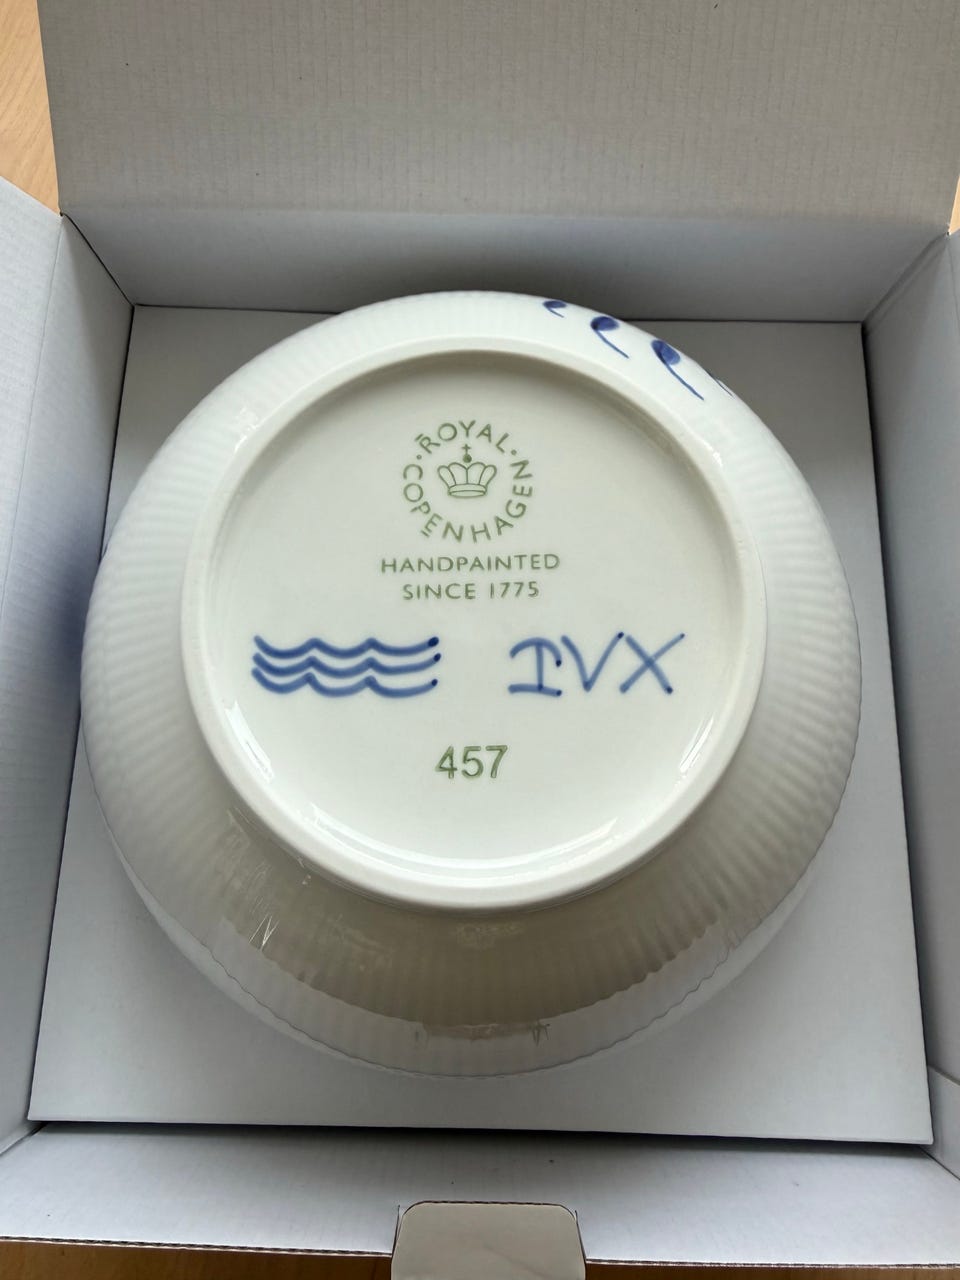 ROYAL · COPENHAGEN ·
HANDPAINTED
SINCE 1775
IVX
457